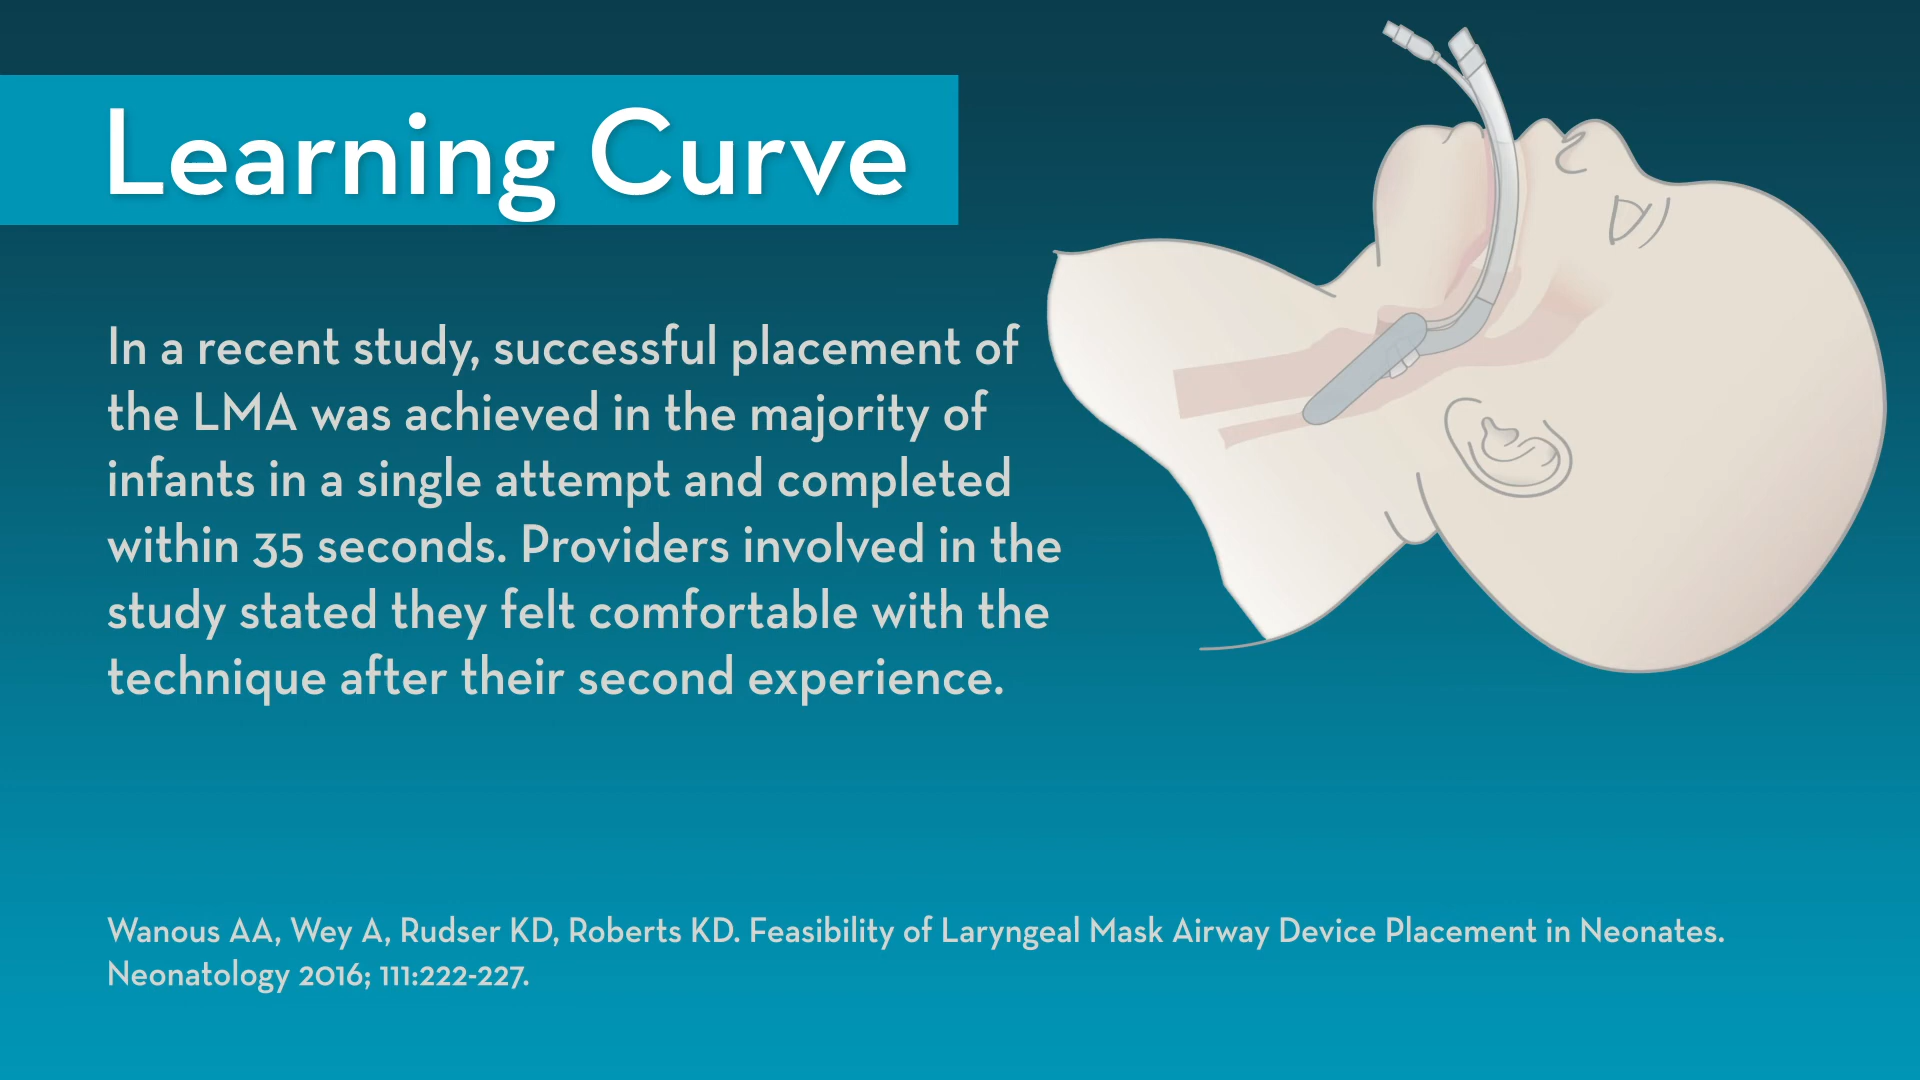 Learning Curve
In a recent study, successful placement of
the LMA was achieved in the majority of
infants in a single attempt and completed
within 35 seconds. Providers involved in the
study stated they felt comfortable with the
technique after their second experience.
Wanous AA, Wey A, Rudser KD, Roberts KD. Feasibility of Laryngeal Mask Airway Device Placement in Neonates.
Neonatology 2016; 111:222-227.